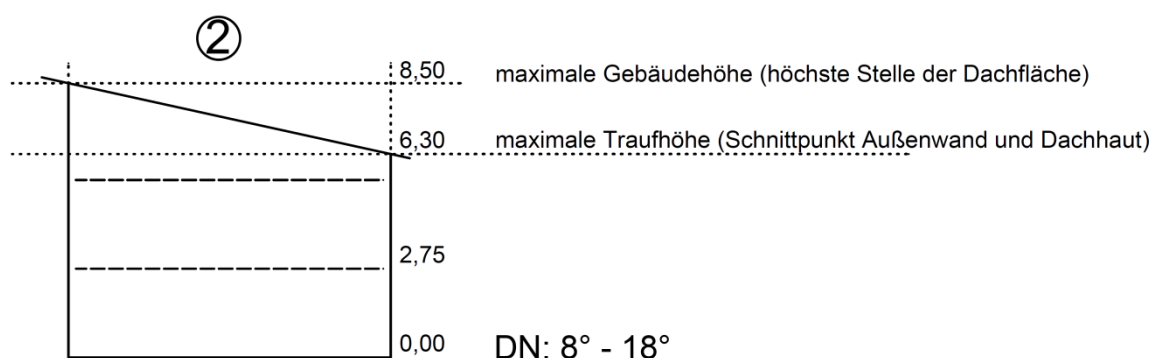 ②
8,50 maximale Gebäudehöhe (höchste Stelle der Dachfläche)
6,30 maximale Traufhöhe (Schnittpunkt Außenwand und Dachhaut)
2,75
0,00 DN: 8° - 18°